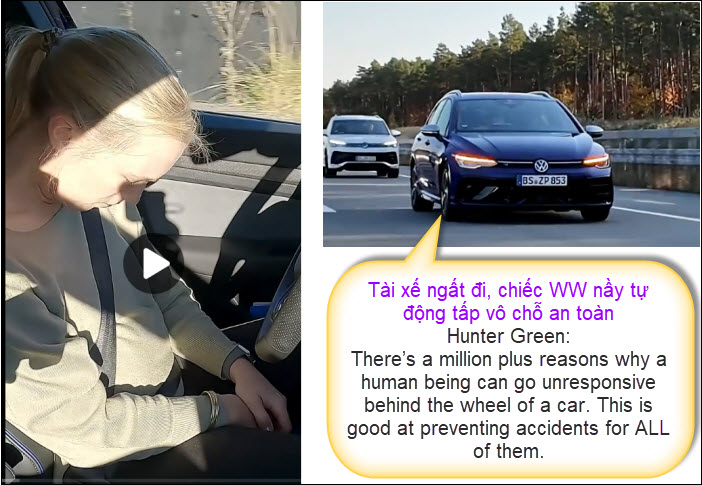 BS ZP 853
Tài xế ngất đi, chiếc WW nầy tự
động tấp vô chỗ an toàn
Hunter Green:
There’s a million plus reasons why a
human being can go unresponsive
behind the wheel of a car. This is
good at preventing accidents for ALL
of them.